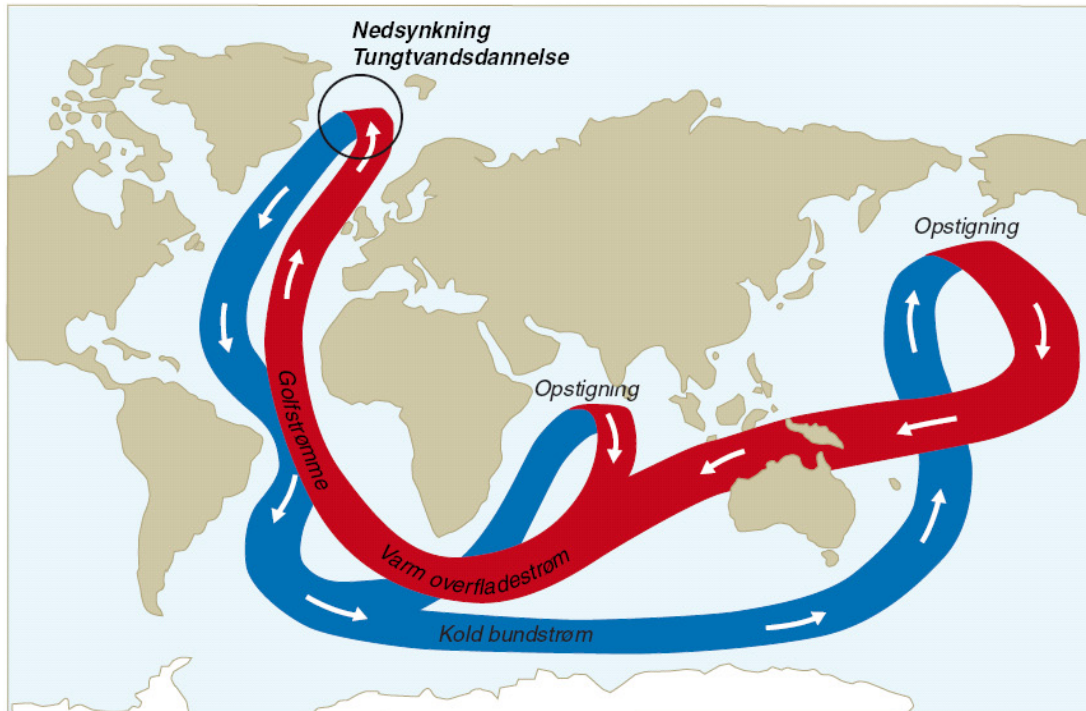 Nedsynkning
Tungtvandsdannelse
Opstigning
Opstigning
Golfstrømme
Varm overfladestrøm
Kold bundstrøm